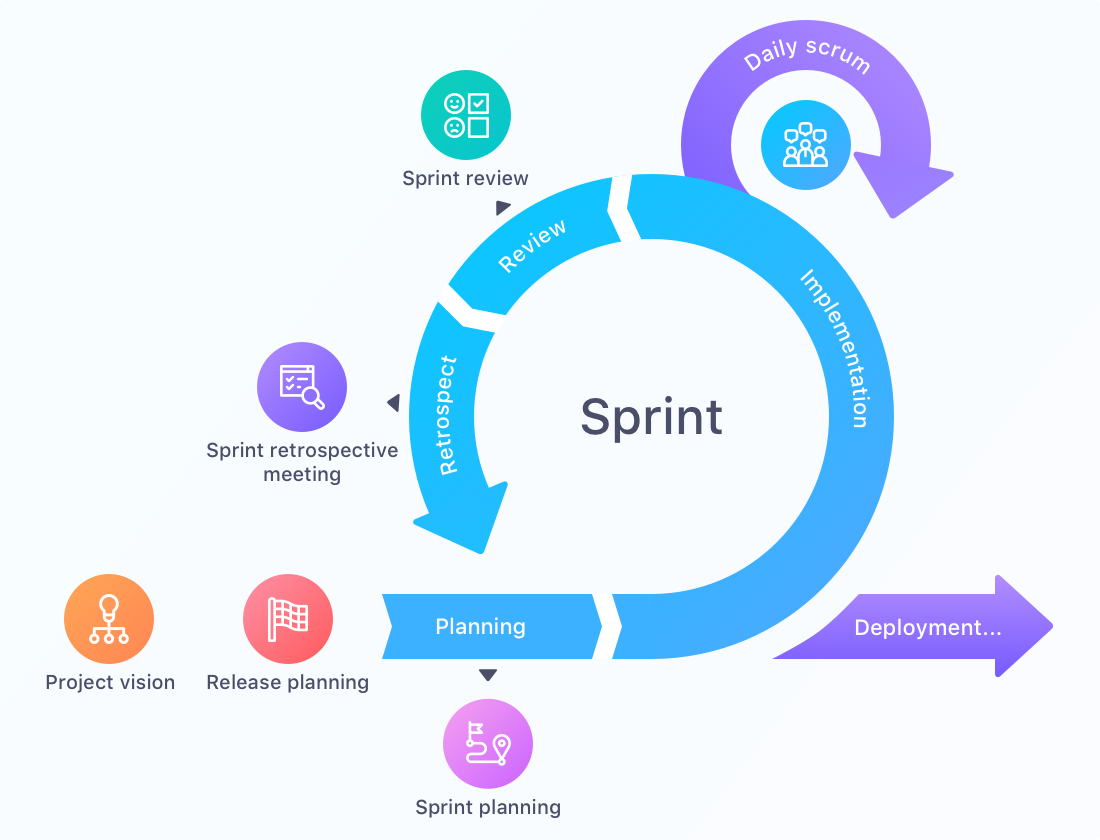 Daily scrum
Sprint review
Review
Implementation
Retrospect
Sprint
Sprint retrospective
meeting
Planning
Deployment...
Project vision
Release planning
Sprint planning